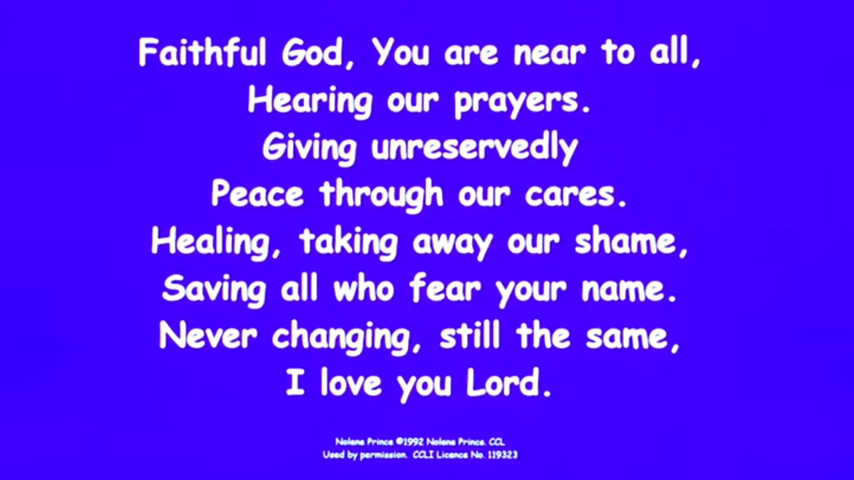 Faithful God, You are near to all,
Hearing our prayers.
Giving unreservedly
Peace through our cares.
Healing, taking away our shame,
Saving all who fear your name.
Never changing, still the same,
I love you Lord.
Nolene Prince ©1992 Nolene Prince. CCL
Used by permission. CCLI Licence No. 119323